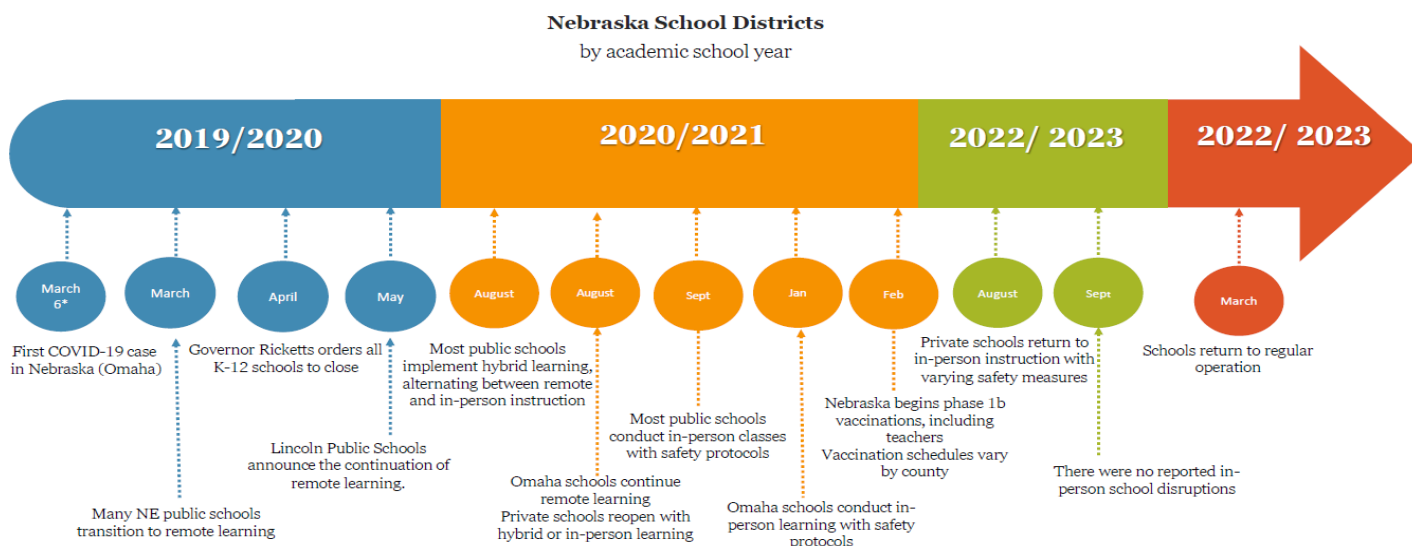 Nebraska School Districts
by academic school year
2019/2020
2020/2021
2022/ 2023
2022/ 2023
March
6*
March
April
May
August
August
Sept
Jan
Feb
August
Sept
March
First COVID-19 case
in Nebraska (Omaha)
Many NE public schools
transition to remote learning
Governor Ricketts orders all
K-12 schools to close
Lincoln Public Schools
announce the continuation of
remote learning.
Most public schools
implement hybrid learning,
alternating between remote
and in-person instruction
Omaha schools continue
remote learning
Private schools reopen with
hybrid or in-person learning
Most public schools
conduct in-person classes
with safety protocols
Omaha schools conduct in-
person learning with safety
protocols
Nebraska begins phase 1b
vaccinations, including
teachers
Vaccination schedules vary
by county
Private schools return to
in-person instruction with
varying safety measures
There were no reported in-
person school disruptions
Schools return to regular
operation